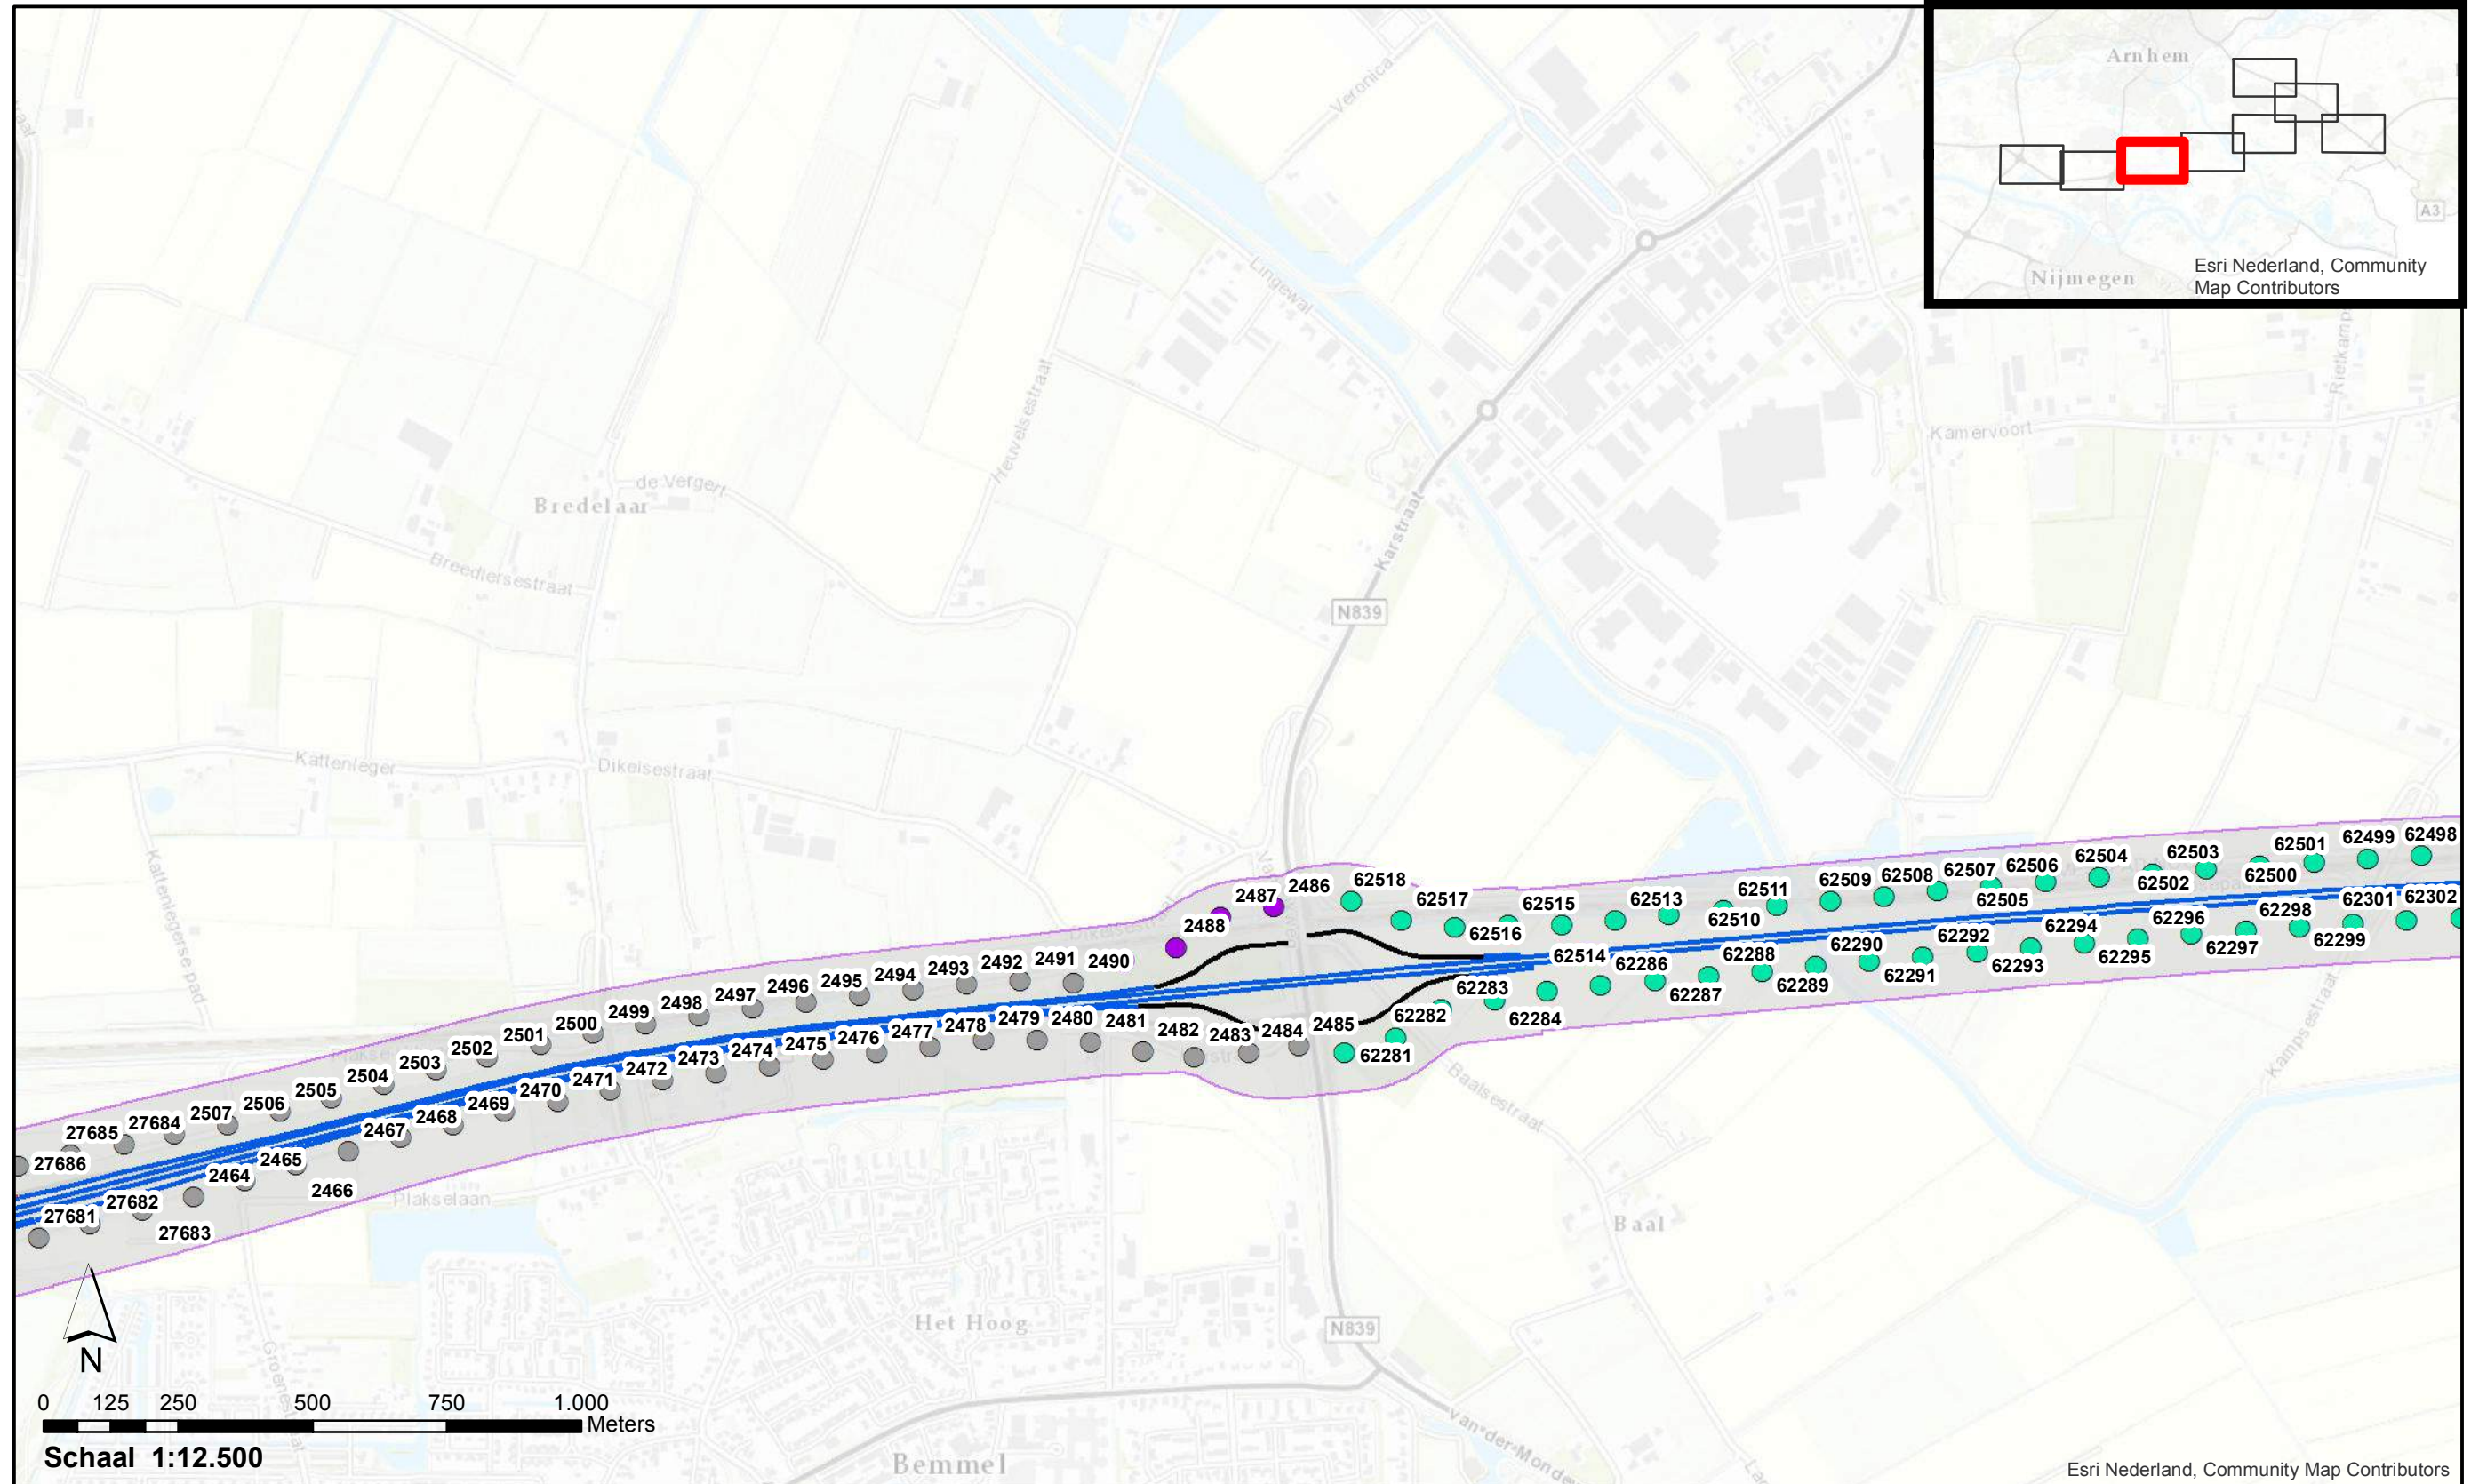 Arnhem
A3
Nijmegen
Esri Nederland, Community
Map Contributors
Veronica
Lingewal
Rietkamp
Kamervoort
Heuvelsestraat
de Vergert
Bredelaar
Karstraat
Breedlersestraat
N839
Kattenleger
Dikelsestraat
Kattenlegerse pad
62498
62499
62501
62503
62504
62506
62507
62508
62509
62511
62513
62515
62517
62518
2486
2487
2488
62500
62502
62505
62510
62516
62514
62302
62301
62298
62296
62294
62292
62290
62288
62286
62283
62299
62297
62295
62293
62291
62289
62287
62284
62282
62281
2490
2491
2492
2493
2494
2495
2496
2497
2498
2499
2500
2501
2502
2503
2504
2505
2506
2507
27684
27685
27686
2485
2484
2483
2482
2481
2480
2479
2478
2477
2476
2475
2474
2473
2472
2471
2470
2469
2468
2467
2466
2465
2464
27683
27682
27681
Plakselaan
Baalsestraat
Kampsestraat
Baal
Het Hoog
N839
N
0 125 250 500 750 1.000
Meters
Schaal 1:12.500
Bemmel
Esri Nederland, Community Map Contributors